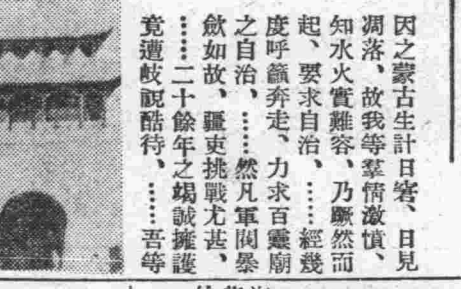 因之蒙古生計日窘、日見
凋落、故我等羣情激憤、
知水火實難容、乃蹶然而
起、要求自治、……經幾
度呼籲奔走、力求百靈廟
之自治、……然凡軍閥暴
斂如故、疆吏挑戰尤甚、
……二十餘年之竭誠擁護
竟遭歧視酷待、……吾等